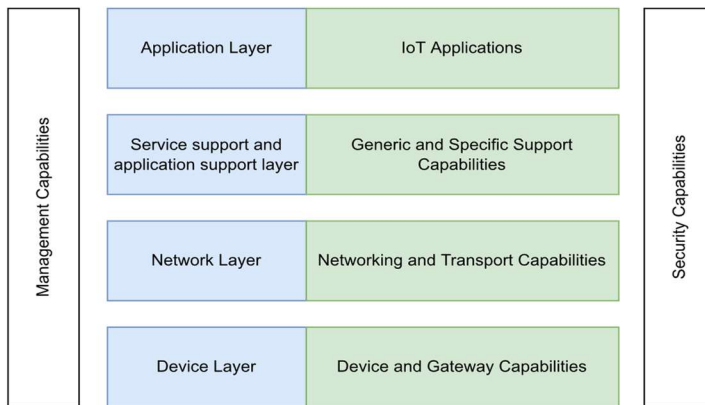 Management Capabilities
Application Layer
IoT Applications
Service support and
application support layer
Generic and Specific Support
Capabilities
Network Layer
Networking and Transport Capabilities
Device Layer
Device and Gateway Capabilities
Security Capabilities